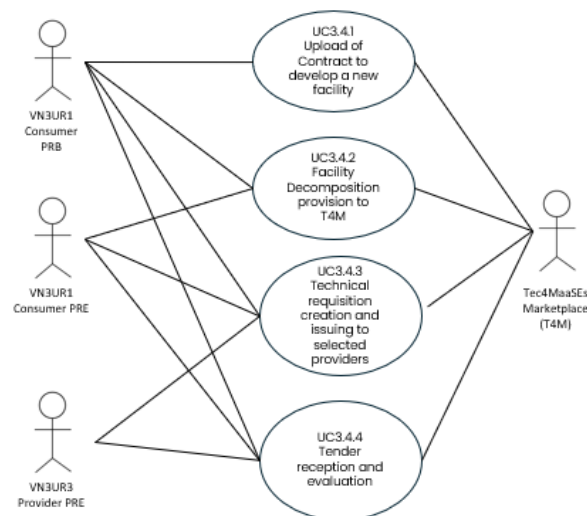 UC3.4.1
Upload of
Contract to
develop a new
facility
VN3UR1
Consumer
PRB
UC3.4.2
Facility
Decomposition
provision to
T4M
VN3UR1
Consumer PRE
UC3.4.3
Technical
requisition
creation and
issuing to
selected
providers
Tec4MaaSEs
Marketplace
(T4M)
UC3.4.4
Tender
reception and
evaluation
VN3UR3
Provider PRE